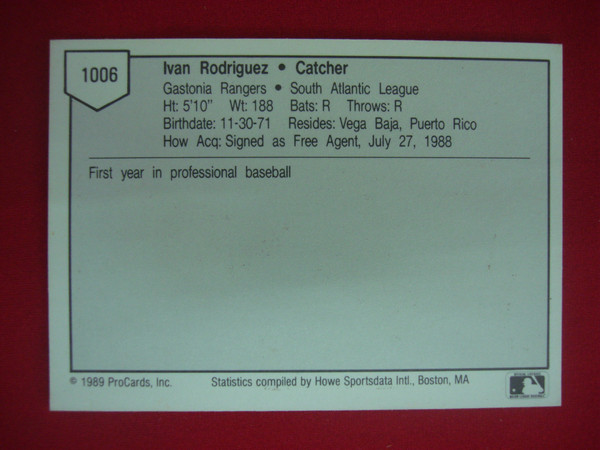 1006
Ivan Rodriguez • Catcher
Gastonia Rangers • South Atlantic League
Ht: 5'10" Wt: 188 Bats: R Throws: R
Birthdate: 11-30-71 Resides: Vega Baja, Puerto Rico
How Acq: Signed as Free Agent, July 27, 1988
First year in professional baseball
© 1989 ProCards, Inc. Statistics compiled by Howe Sportsdata Intl., Boston, MA